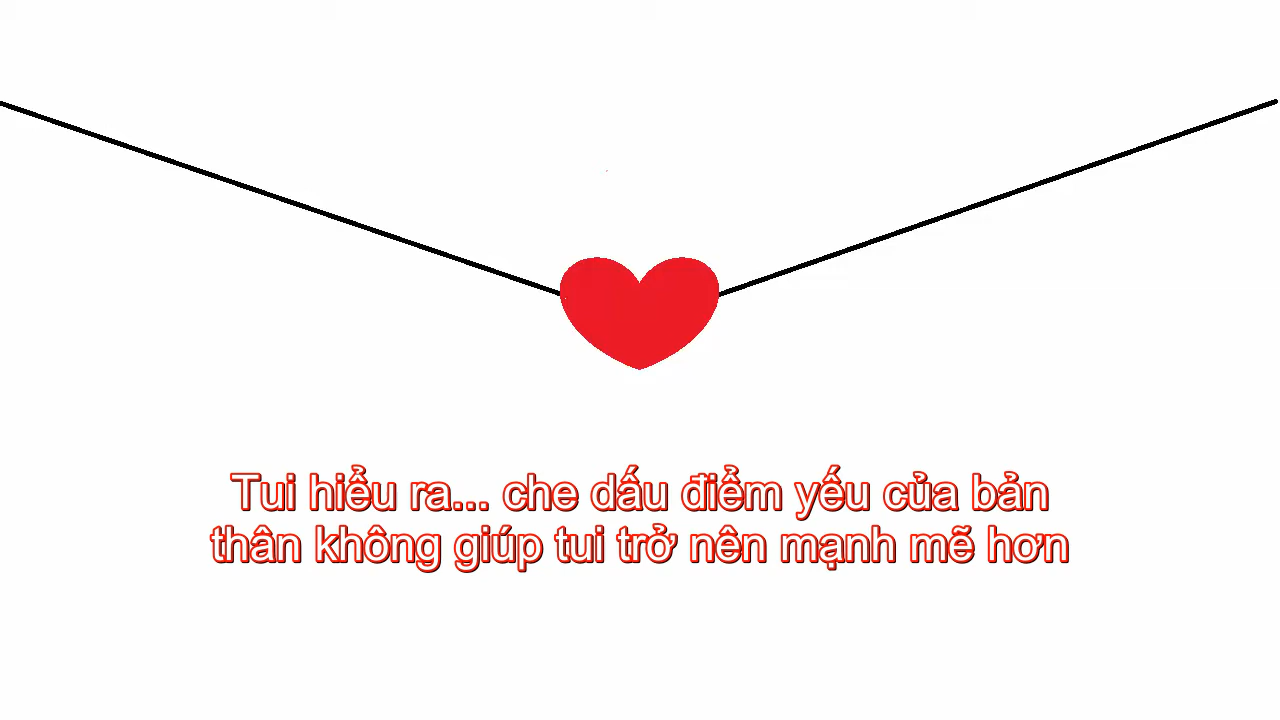 Tui hiểu ra... che dấu điểm yếu của bản
thân không giúp tui trở nên mạnh mẽ hơn